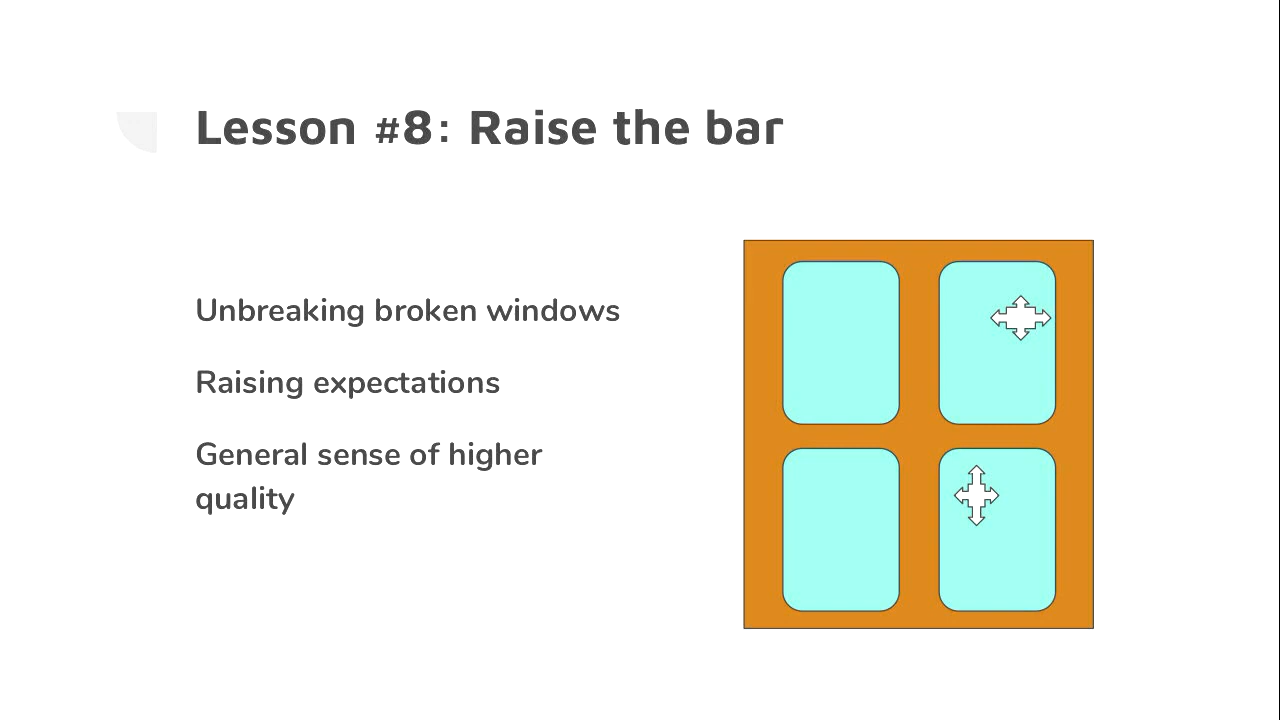 Lesson #8: Raise the bar
Unbreaking broken windows
Raising expectations
General sense of higher
quality